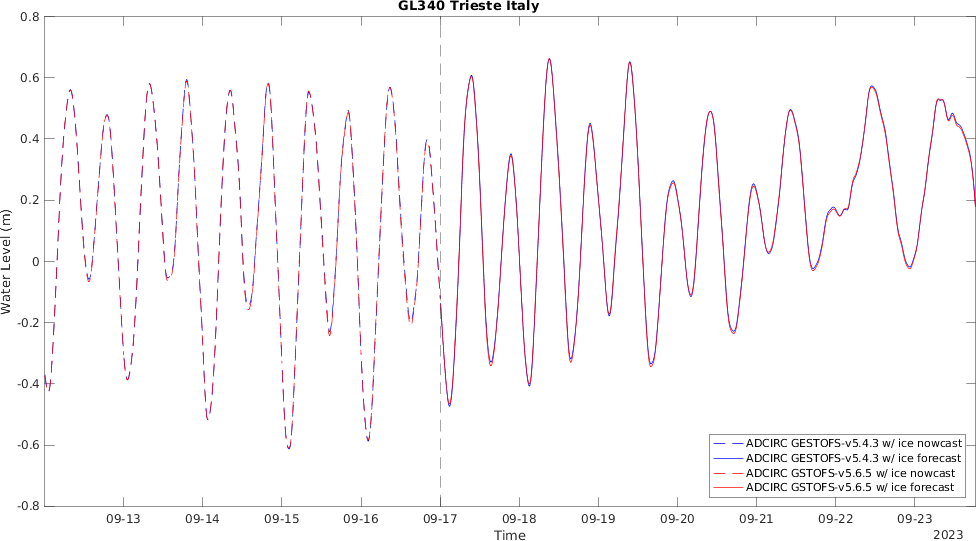 GL340 Trieste Italy
0.8
0.6
0.4
0.2
0
-0.2
-0.4
-0.6
-0.8
Water Level (m)
ADCIRC GESTOFS-v5.4.3 w/ ice nowcast
ADCIRC GESTOFS-v5.4.3 w/ ice forecast
ADCIRC GSTOFS-v5.6.5 w/ ice nowcast
ADCIRC GSTOFS-v5.6.5 w/ ice forecast
09-13 09-14 09-15 09-16 09-17 09-18 09-19 09-20 09-21 09-22 09-23
Time
2023